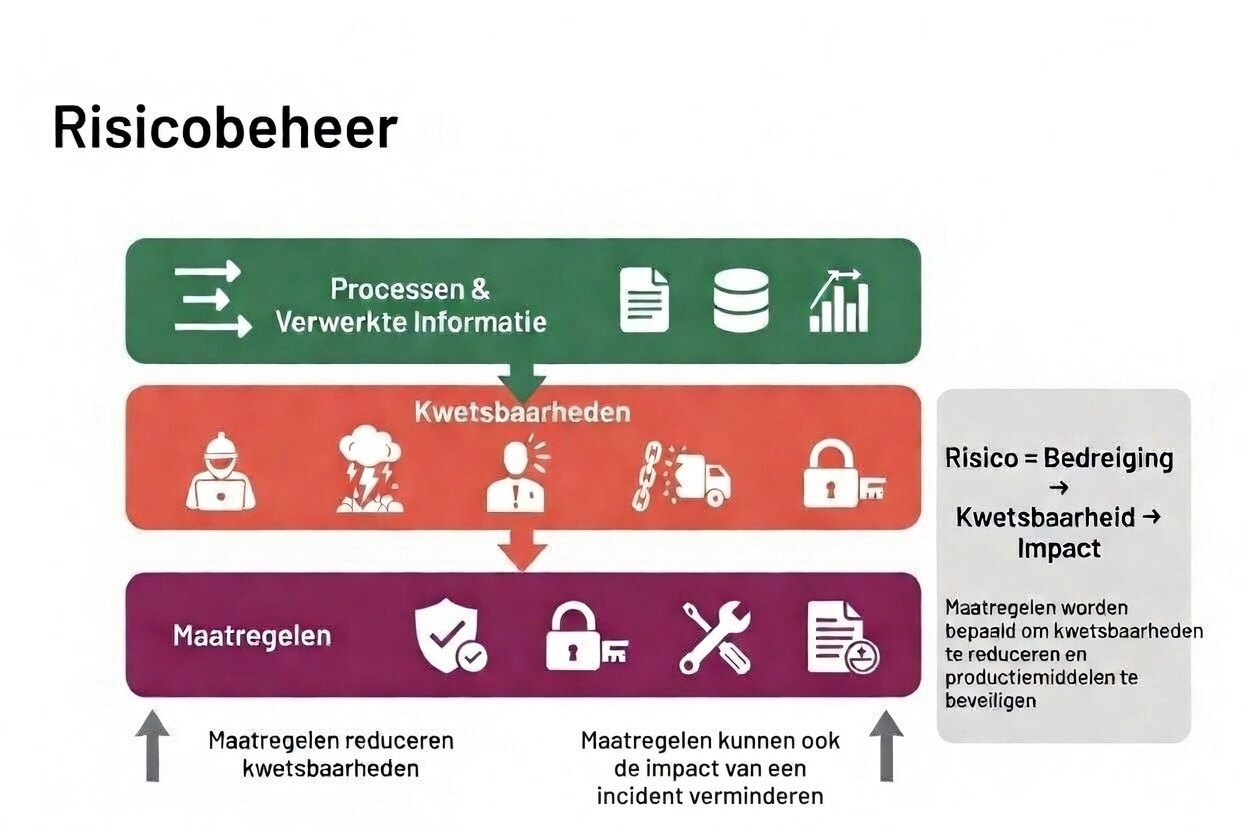 Risicobeheer
Processen &
Verwerkte Informatie
Kwetsbaarheden
Risico = Bedreiging
→
Kwetsbaarheid →
Impact
Maatregelen worden
bepaald om kwetsbaarheden
te reduceren en
productiemiddelen te
beveiligen
Maatregelen
Maatregelen reduceren
kwetsbaarheden
Maatregelen kunnen ook
de impact van een
incident verminderen